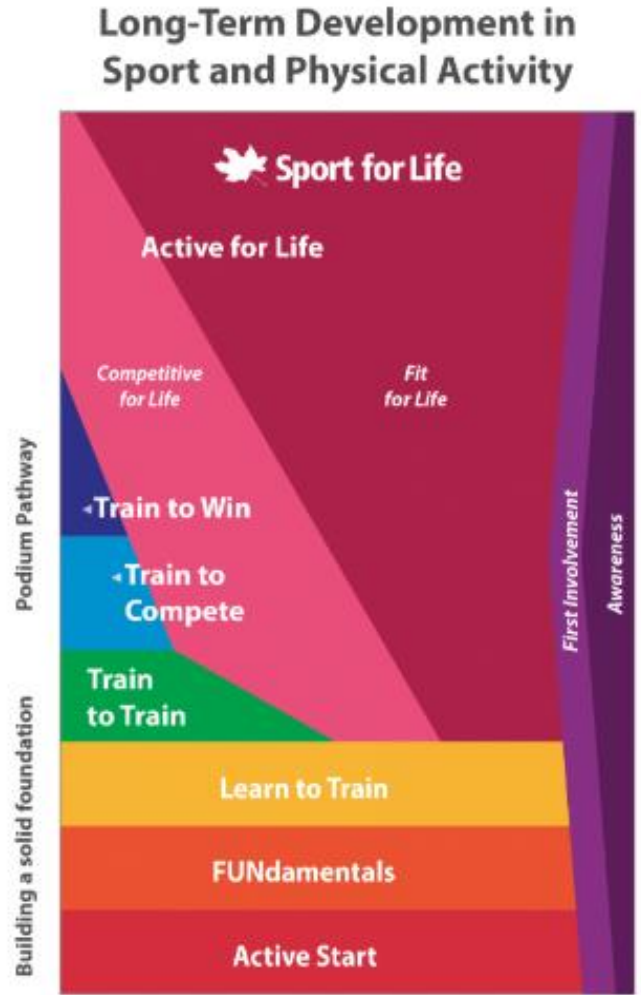 Long-Term Development in
Sport and Physical Activity
Sport for Life
Active for Life
Competitive
for Life
Fit
for Life
Podium Pathway
Train to Win
Train to
Compete
First Involvement
Awareness
Train
to Train
Building a solid foundation
Learn to Train
FUNdamentals
Active Start